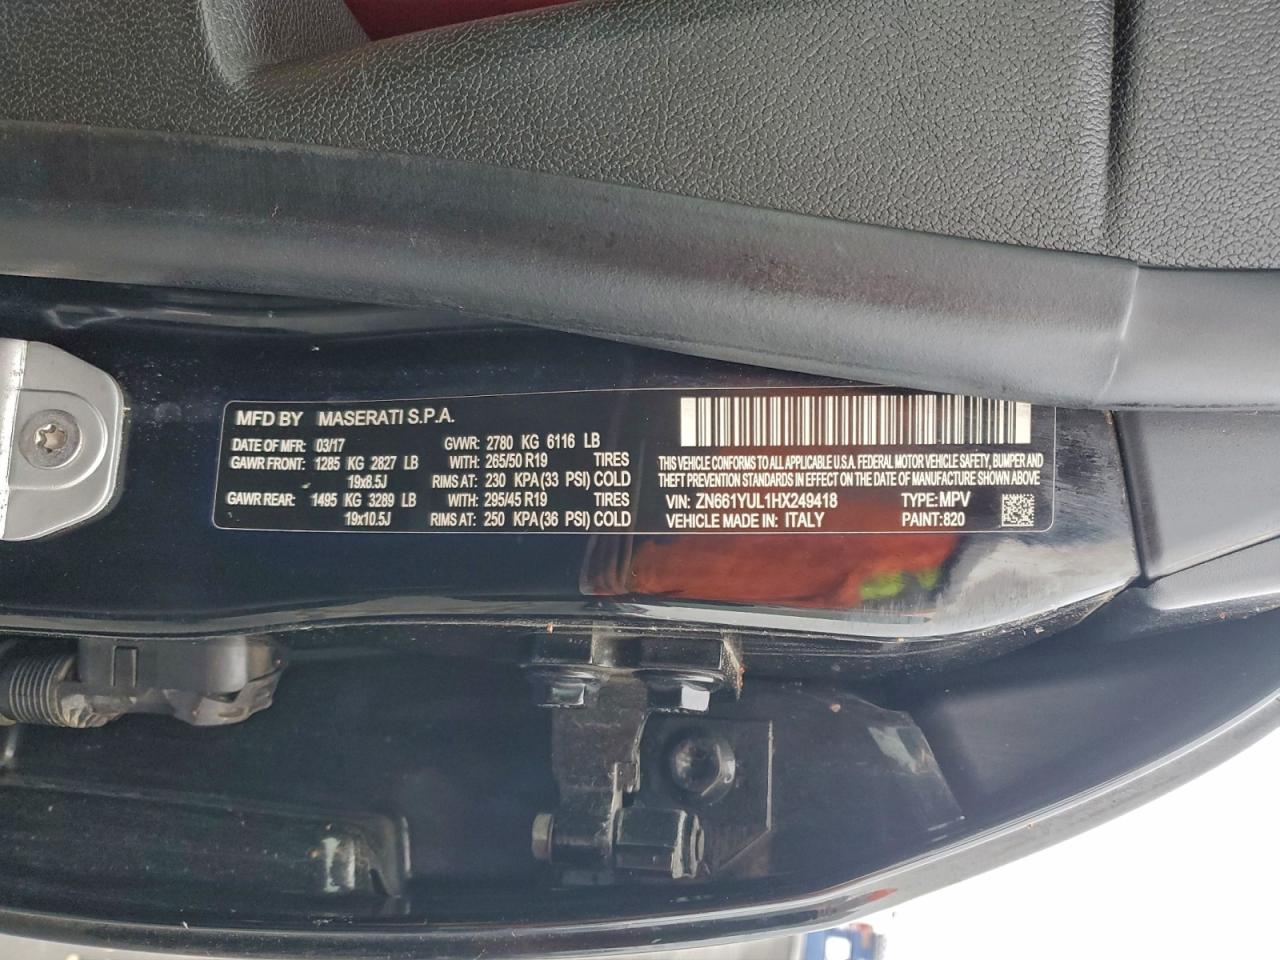 MFD BY MASERATI S.P.A.
DATE OF MFR: 03/17 GVWR: 2780 KG 6116 LB
GAWR FRONT: 1285 KG 2827 LB WITH: 265/50 R19 TIRES
19x8.5J RIMS AT: 230 KPA (33 PSI) COLD
GAWR REAR: 1495 KG 3289 LB WITH: 295/45 R19 TIRES
19x10.5J RIMS AT: 250 KPA (36 PSI) COLD
THIS VEHICLE CONFORMS TO ALL APPLICABLE U.S.A. FEDERAL MOTOR VEHICLE SAFETY, BUMPER AND
THEFT PREVENTION STANDARDS IN EFFECT ON THE DATE OF MANUFACTURE SHOWN ABOVE
VIN: ZN661YUL1HX249418 TYPE: MPV
VEHICLE MADE IN: ITALY PAINT: 820